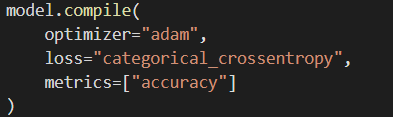 model.compile(
    optimizer="adam",
    loss="categorical_crossentropy",
    metrics=["accuracy"]
)